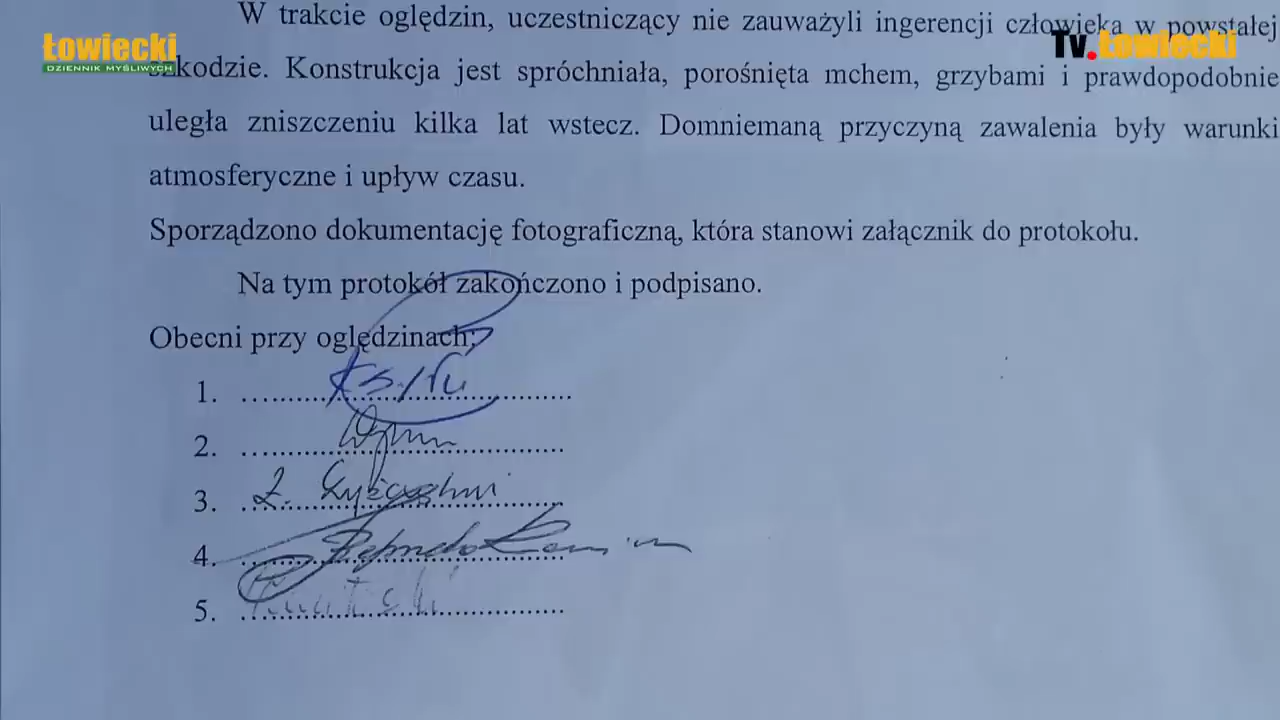 Łowiecki
DZIENNIK MYŚLIWYCH
Tv.Łowiecki
W trakcie oględzin, uczestniczący nie zauważyli ingerencji człowieka w powstałej
szkodzie. Konstrukcja jest spróchniała, porośnięta mchem, grzybami i prawdopodobnie
uległa zniszczeniu kilka lat wstecz. Domniemaną przyczyną zawalenia były warunki
atmosferyczne i upływ czasu.
Sporządzono dokumentację fotograficzną, która stanowi załącznik do protokołu.
Na tym protokół zakończono i podpisano.
Obecni przy oględzinach:
1.
2.
3.
4.
5.